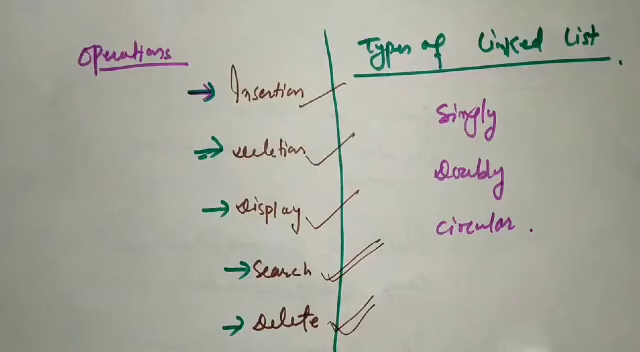 Operations
Insertion
Deletion
Display
Search
Delete
Types of Linked List.
Singly
Doubly
circular.